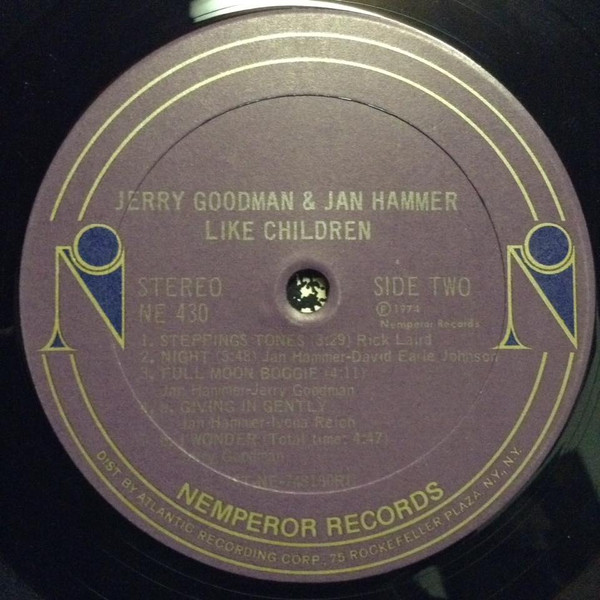 JERRY GOODMAN & JAN HAMMER
LIKE CHILDREN
STEREO
NE 430
SIDE TWO
Ⓟ 1974
Nemperor Records
1. STEPPINGS TONES (3:29) Rick Laird
2. NIGHT (5:48) Jan Hammer-David Earle Johnson
3. FULL MOON BOOGIE (4:11)
Jan Hammer-Jerry Goodman
a. GIVING IN GENTLY
Jan Hammer-Ivona Reich
I WONDER (Total time: 4:47)
Goodman
NEMPEROR RECORDS
DIST. BY ATLANTIC RECORDING CORP., 75 ROCKEFELLER PLAZA, N.Y., N.Y.